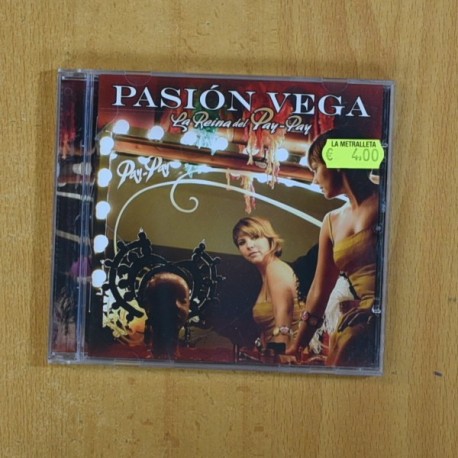 PASIÓN VEGA
La Reina del Pay-Pay
LA METRALLETA
€ 4,00
Pay-Pay